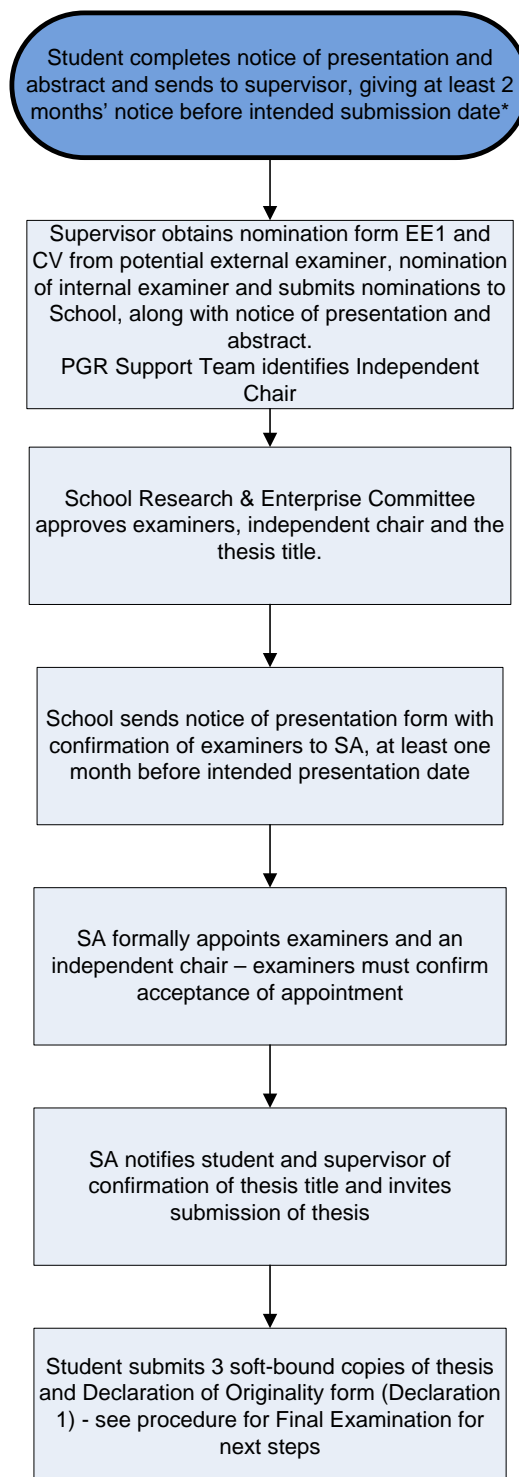 Student completes notice of presentation and
abstract and sends to supervisor, giving at least 2
months’ notice before intended submission date*
Supervisor obtains nomination form EE1 and
CV from potential external examiner, nomination
of internal examiner and submits nominations to
School, along with notice of presentation and
abstract.
PGR Support Team identifies Independent
Chair
School Research & Enterprise Committee
approves examiners, independent chair and the
thesis title.
School sends notice of presentation form with
confirmation of examiners to SA, at least one
month before intended presentation date
SA formally appoints examiners and an
independent chair – examiners must confirm
acceptance of appointment
SA notifies student and supervisor of
confirmation of thesis title and invites
submission of thesis
Student submits 3 soft-bound copies of thesis
and Declaration of Originality form (Declaration
1) - see procedure for Final Examination for
next steps